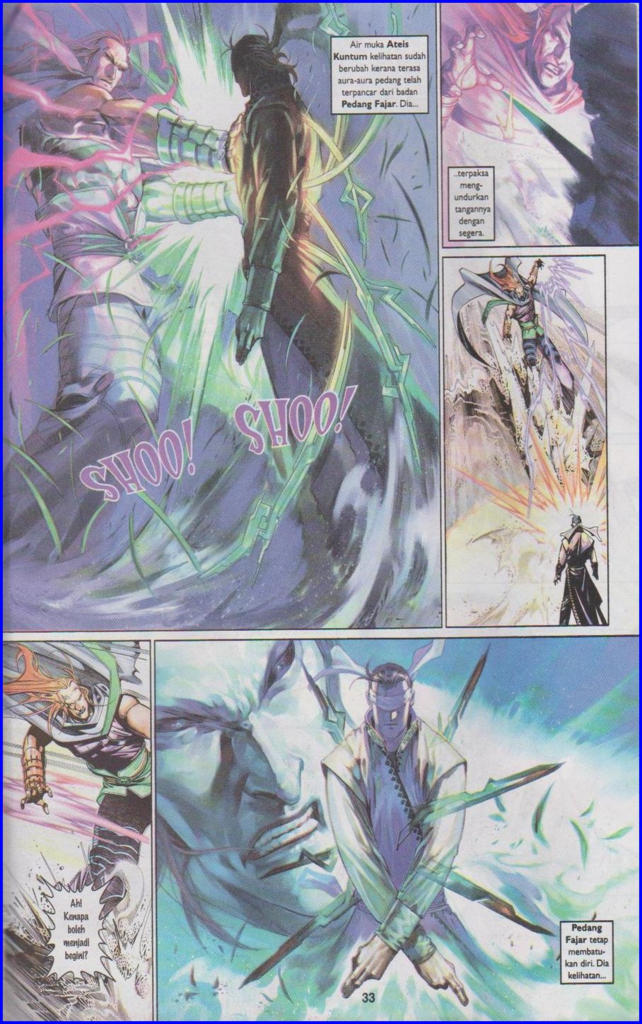 Air muka Ateis
Kuntum kelihatan sudah
berubah kerana terasa
aura-aura pedang telah
terpancar dari badan
Pedang Fajar. Dia...
..terpaksa
meng-
undurkan
tangannya
dengan
segera.
SHOO! SHOO!
Ah!
Kenapa
boleh
menjadi
begini?
Pedang
Fajar tetap
membatu-
kan diri. Dia
kelihatan...
33